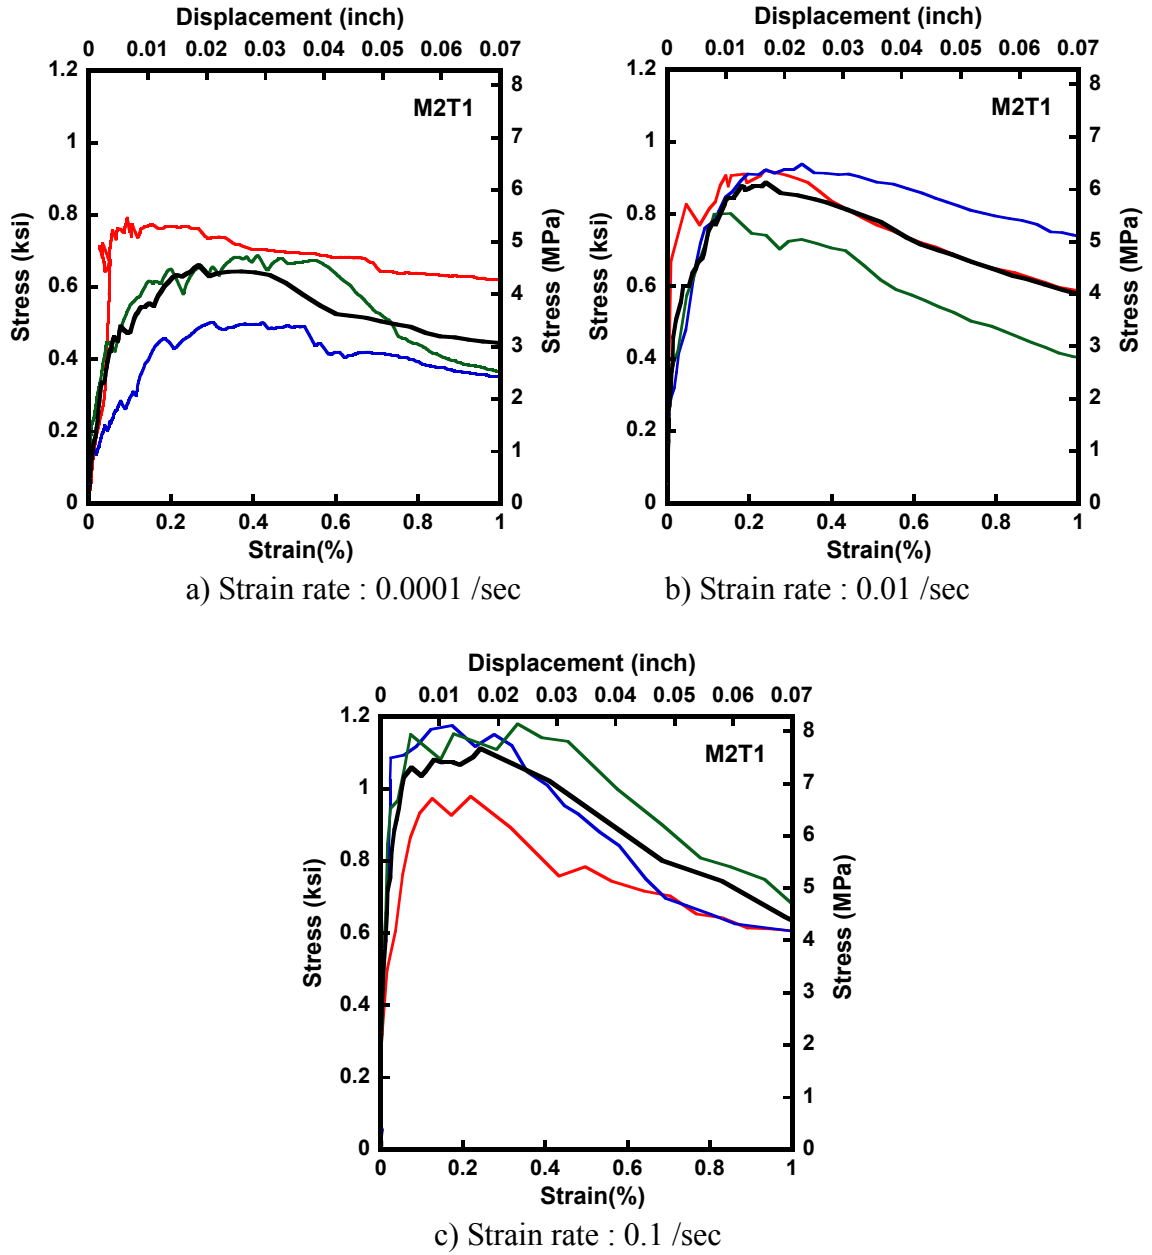 Displacement (inch)
0 0.01 0.02 0.03 0.04 0.05 0.06 0.07
1.2
1
0.8
0.6
0.4
0.2
0
Stress (ksi)
M2T1
8
7
6
5
4
3
2
1
0
Stress (MPa)
0 0.2 0.4 0.6 0.8 1
Strain(%)
a) Strain rate : 0.0001 /sec
Displacement (inch)
0 0.01 0.02 0.03 0.04 0.05 0.06 0.07
1.2
1
0.8
0.6
0.4
0.2
0
Stress (ksi)
M2T1
8
7
6
5
4
3
2
1
0
Stress (MPa)
0 0.2 0.4 0.6 0.8 1
Strain(%)
b) Strain rate : 0.01 /sec
Displacement (inch)
0 0.01 0.02 0.03 0.04 0.05 0.06 0.07
1.2
1
0.8
0.6
0.4
0.2
0
Stress (ksi)
M2T1
8
7
6
5
4
3
2
1
0
Stress (MPa)
0 0.2 0.4 0.6 0.8 1
Strain(%)
c) Strain rate : 0.1 /sec